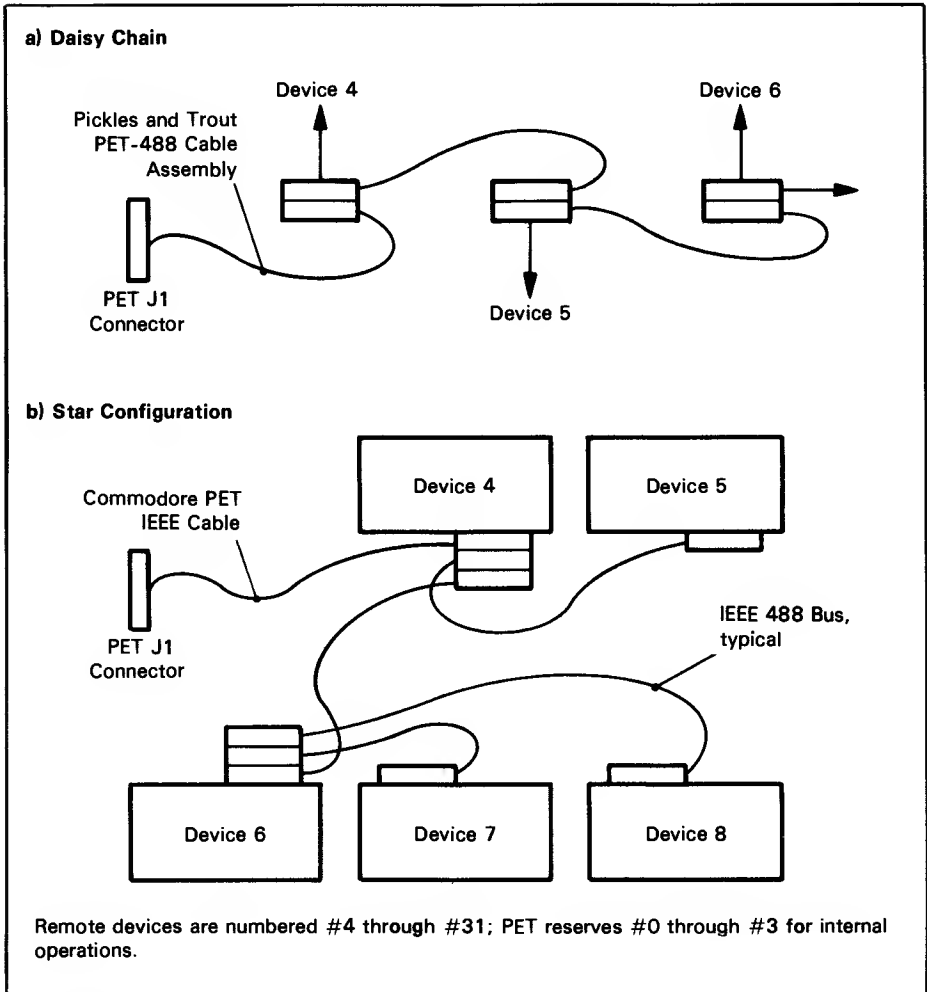 a) Daisy Chain
Device 4
Device 6
Pickles and Trout
PET-488 Cable
Assembly
PET J1
Connector
Device 5
b) Star Configuration
Device 4
Device 5
Commodore PET
IEEE Cable
IEEE 488 Bus,
typical
PET J1
Connector
Device 6
Device 7
Device 8
Remote devices are numbered #4 through #31; PET reserves #0 through #3 for internal
operations.